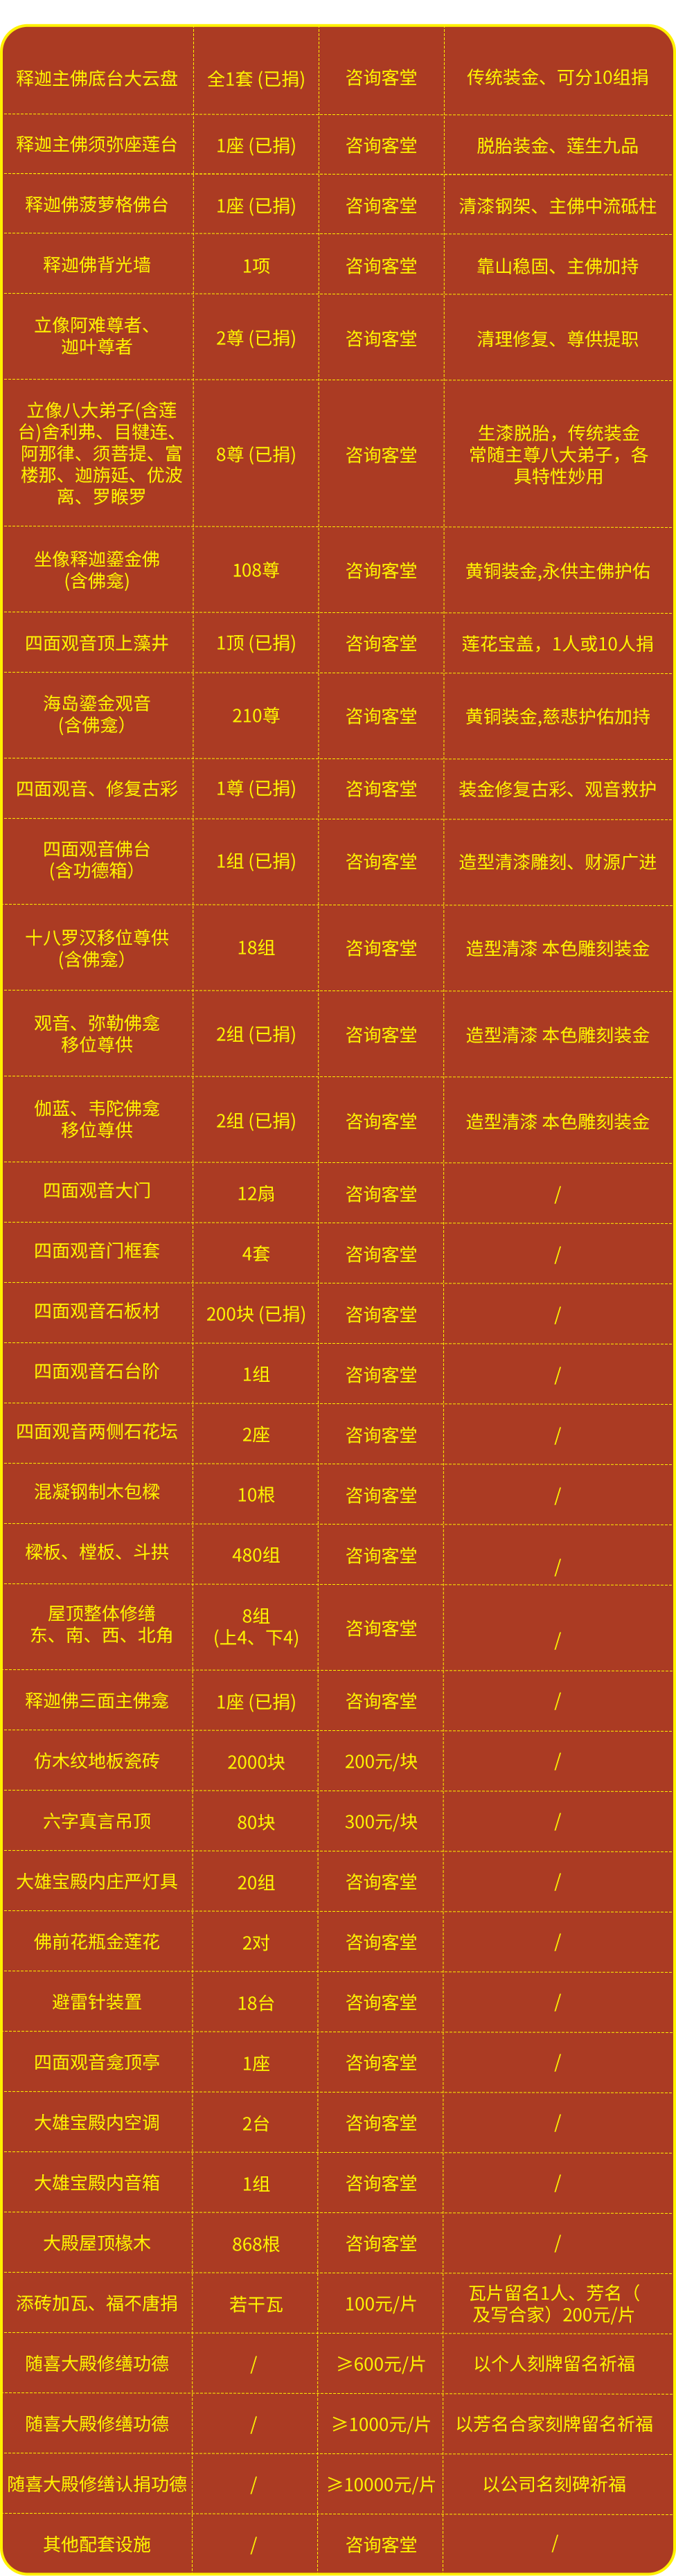 释迦主佛底台大云盘
全1套 (已捐)
咨询客堂
传统装金、可分10组捐
释迦主佛须弥座莲台
1座 (已捐)
咨询客堂
脱胎装金、莲生九品
释迦佛菠萝格佛台
1座 (已捐)
咨询客堂
清漆钢架、主佛中流砥柱
释迦佛背光墙
1项
咨询客堂
靠山稳固、主佛加持
立像阿难尊者、
迦叶尊者
2尊 (已捐)
咨询客堂
清理修复、尊供提职
立像八大弟子(含莲
台)舍利弗、目犍连、
阿那律、须菩提、富
楼那、迦旃延、优波
离、罗睺罗
8尊 (已捐)
咨询客堂
生漆脱胎，传统装金
常随主尊八大弟子，各
具特性妙用
坐像释迦鎏金佛
(含佛龛)
108尊
咨询客堂
黄铜装金,永供主佛护佑
四面观音顶上藻井
1顶 (已捐)
咨询客堂
莲花宝盖，1人或10人捐
海岛鎏金观音
(含佛龛）
210尊
咨询客堂
黄铜装金,慈悲护佑加持
四面观音、修复古彩
1尊 (已捐)
咨询客堂
装金修复古彩、观音救护
四面观音佛台
(含功德箱）
1组 (已捐)
咨询客堂
造型清漆雕刻、财源广进
十八罗汉移位尊供
(含佛龛）
18组
咨询客堂
造型清漆 本色雕刻装金
观音、弥勒佛龛
移位尊供
2组 (已捐)
咨询客堂
造型清漆 本色雕刻装金
伽蓝、韦陀佛龛
移位尊供
2组 (已捐)
咨询客堂
造型清漆 本色雕刻装金
四面观音大门
12扇
咨询客堂
/
四面观音门框套
4套
咨询客堂
/
四面观音石板材
200块 (已捐)
咨询客堂
/
四面观音石台阶
1组
咨询客堂
/
四面观音两侧石花坛
2座
咨询客堂
/
混凝钢制木包樑
10根
咨询客堂
/
樑板、樘板、斗拱
480组
咨询客堂
/
屋顶整体修缮
东、南、西、北角
8组
(上4、下4)
咨询客堂
/
释迦佛三面主佛龛
1座 (已捐)
咨询客堂
/
仿木纹地板瓷砖
2000块
200元/块
/
六字真言吊顶
80块
300元/块
/
大雄宝殿内庄严灯具
20组
咨询客堂
/
佛前花瓶金莲花
2对
咨询客堂
/
避雷针装置
18台
咨询客堂
/
四面观音龛顶亭
1座
咨询客堂
/
大雄宝殿内空调
2台
咨询客堂
/
大雄宝殿内音箱
1组
咨询客堂
/
大殿屋顶椽木
868根
咨询客堂
/
添砖加瓦、福不唐捐
若干瓦
100元/片
瓦片留名1人、芳名（
及写合家）200元/片
随喜大殿修缮功德
/
≥600元/片
以个人刻牌留名祈福
随喜大殿修缮功德
/
≥1000元/片
以芳名合家刻牌留名祈福
随喜大殿修缮认捐功德
/
≥10000元/片
以公司名刻碑祈福
其他配套设施
/
咨询客堂
/